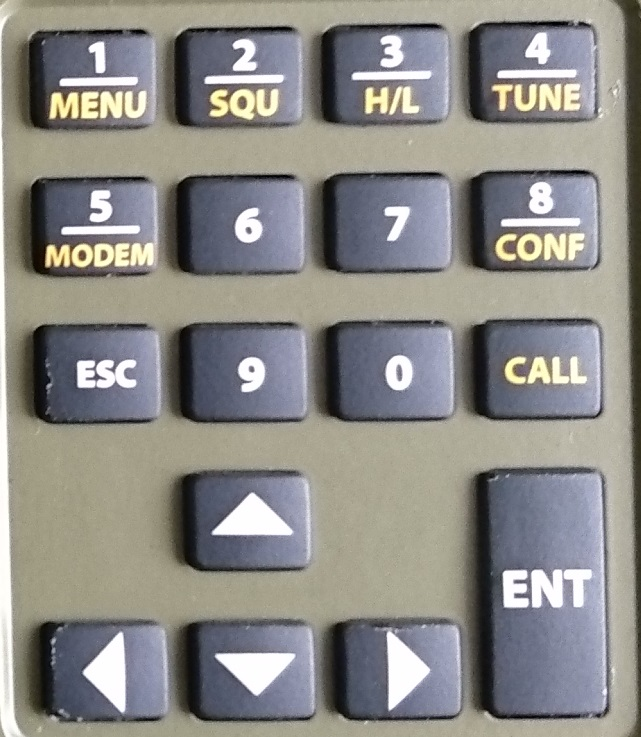 1 2 3 4
MENU SQU H/L TUNE
5 6 7 8
MODEM CONF
ESC 9 0 CALL
ENT